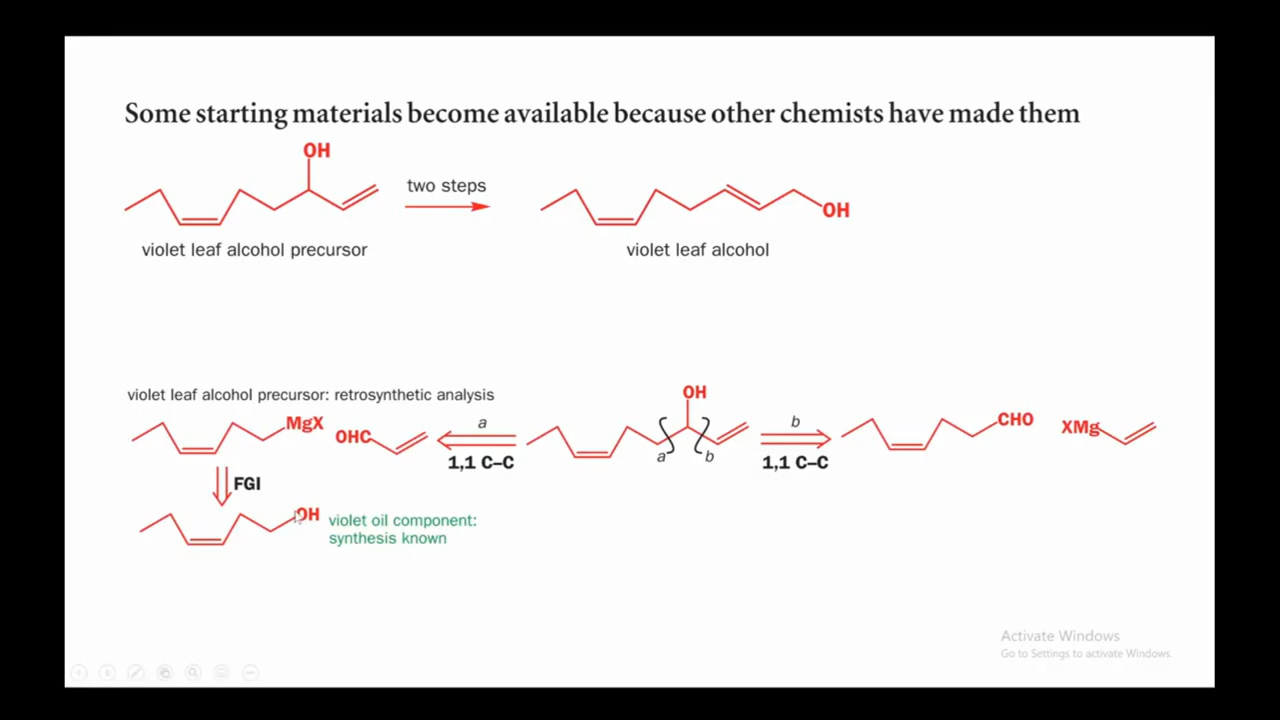 Some starting materials become available because other chemists have made them
OH
two steps
OH
violet leaf alcohol precursor
violet leaf alcohol
violet leaf alcohol precursor: retrosynthetic analysis
OH
MgX
OHC
a
1,1 C–C
a
b
b
1,1 C–C
CHO
XMg
FGI
OH
violet oil component:
synthesis known
Activate Windows
Go to Settings to activate Windows.